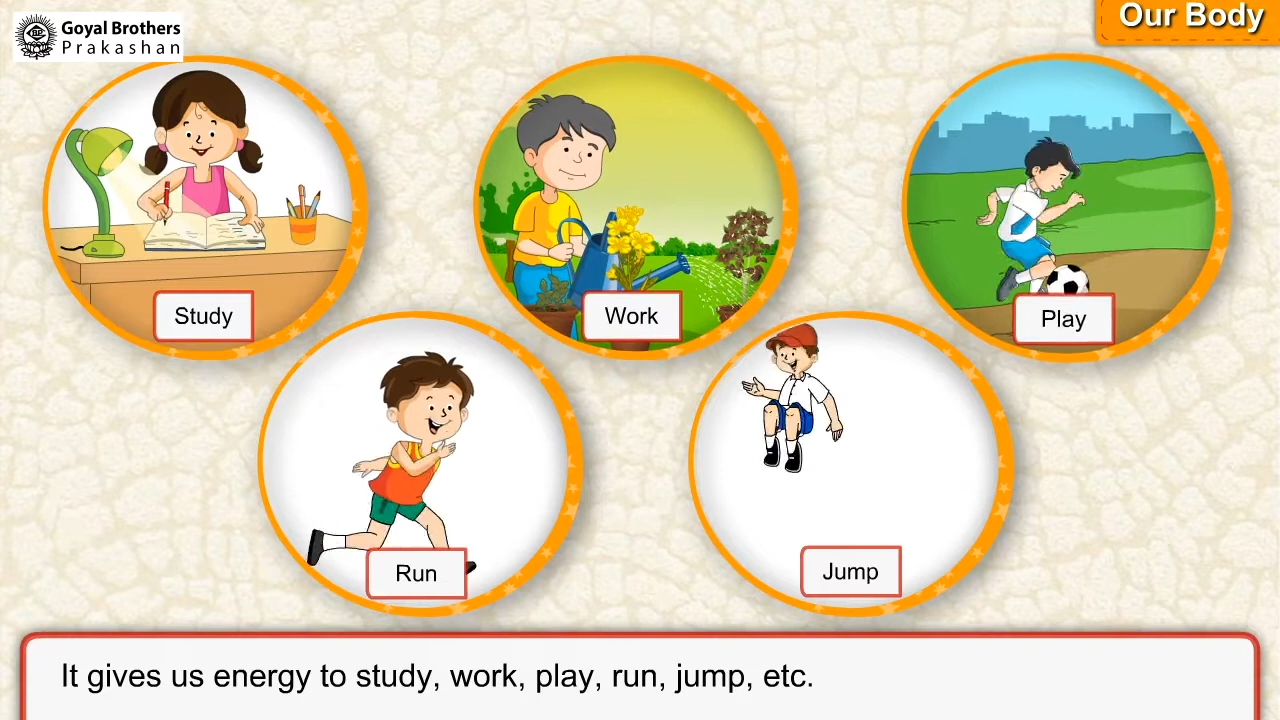 Goyal Brothers
Prakashan
Our Body
Study
Work
Play
Run
Jump
It gives us energy to study, work, play, run, jump, etc.